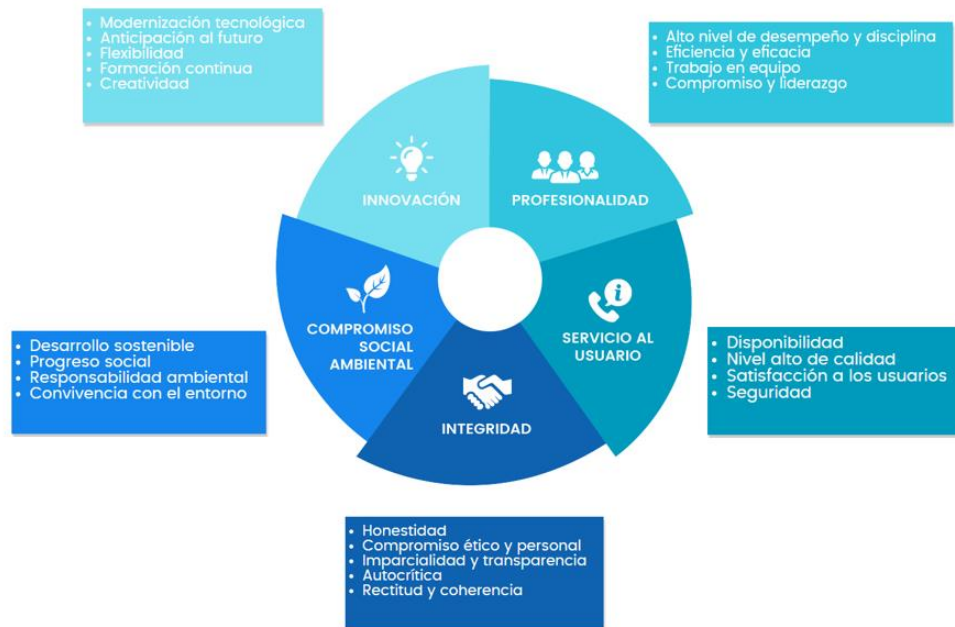 • Modernización tecnológica
• Anticipación al futuro
• Flexibilidad
• Formación continua
• Creatividad
• Alto nivel de desempeño y disciplina
• Eficiencia y eficacia
• Trabajo en equipo
• Compromiso y liderazgo
INNOVACIÓN
PROFESIONALIDAD
COMPROMISO
SOCIAL
AMBIENTAL
SERVICIO AL
USUARIO
INTEGRIDAD
• Desarrollo sostenible
• Progreso social
• Responsabilidad ambiental
• Convivencia con el entorno
• Disponibilidad
• Nivel alto de calidad
• Satisfacción a los usuarios
• Seguridad
• Honestidad
• Compromiso ético y personal
• Imparcialidad y transparencia
• Autocrítica
• Rectitud y coherencia